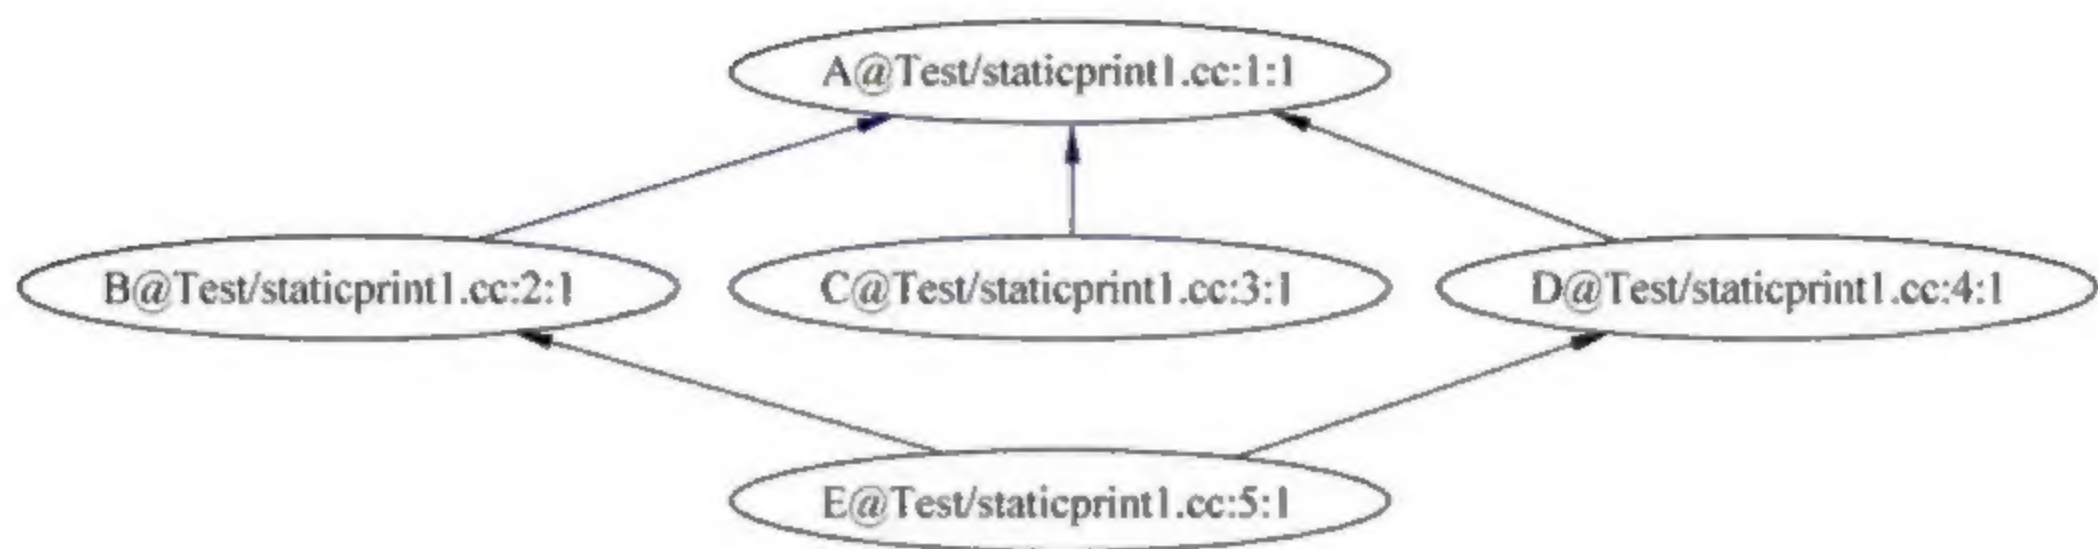 A@Test/staticprint1.cc:1:1
B@Test/staticprint1.cc:2:1
C@Test/staticprint1.cc:3:1
D@Test/staticprint1.cc:4:1
E@Test/staticprint1.cc:5:1